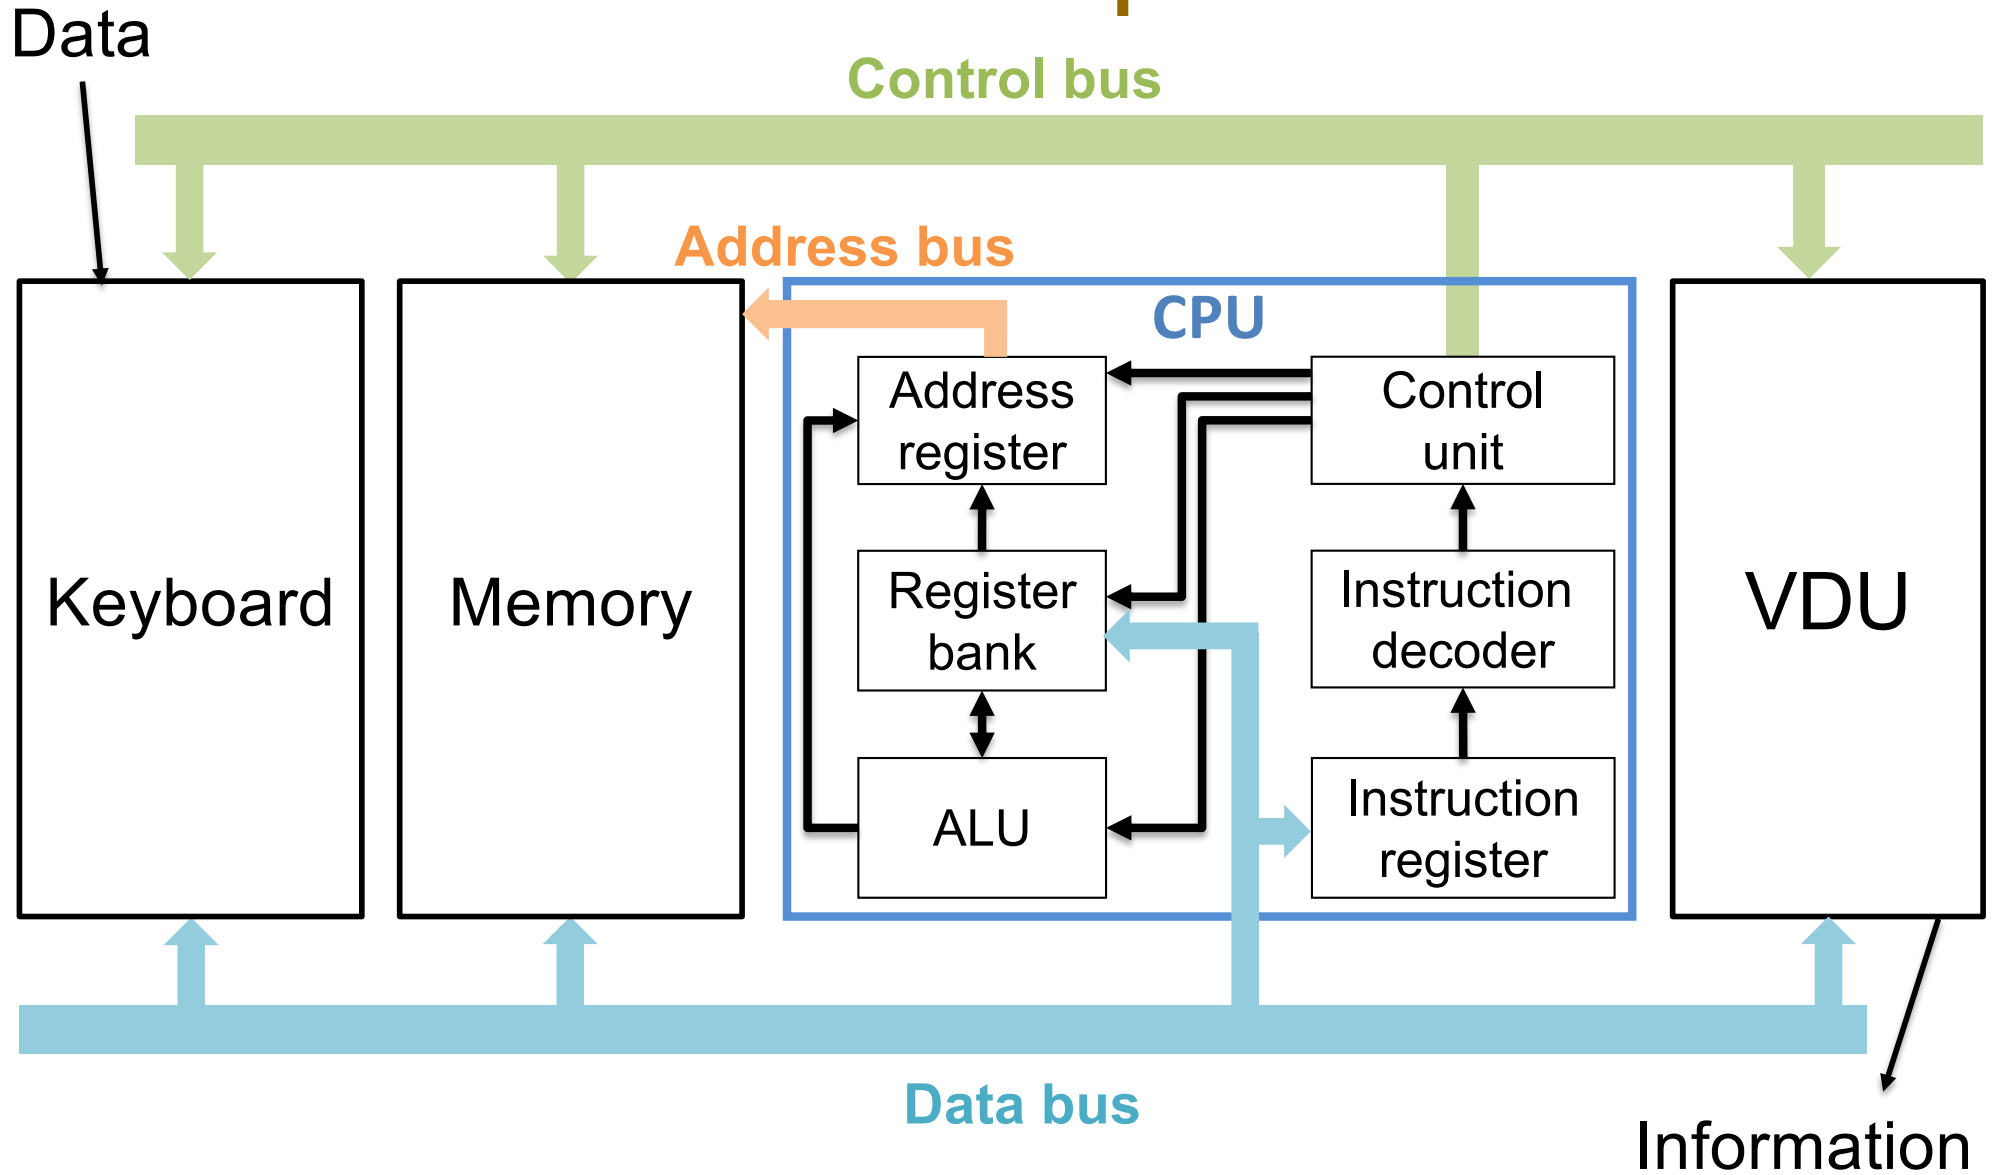 Data
Control bus
Address bus
CPU
Address
register
Control
unit
Keyboard
Memory
Register
bank
Instruction
decoder
VDU
ALU
Instruction
register
Data bus
Information